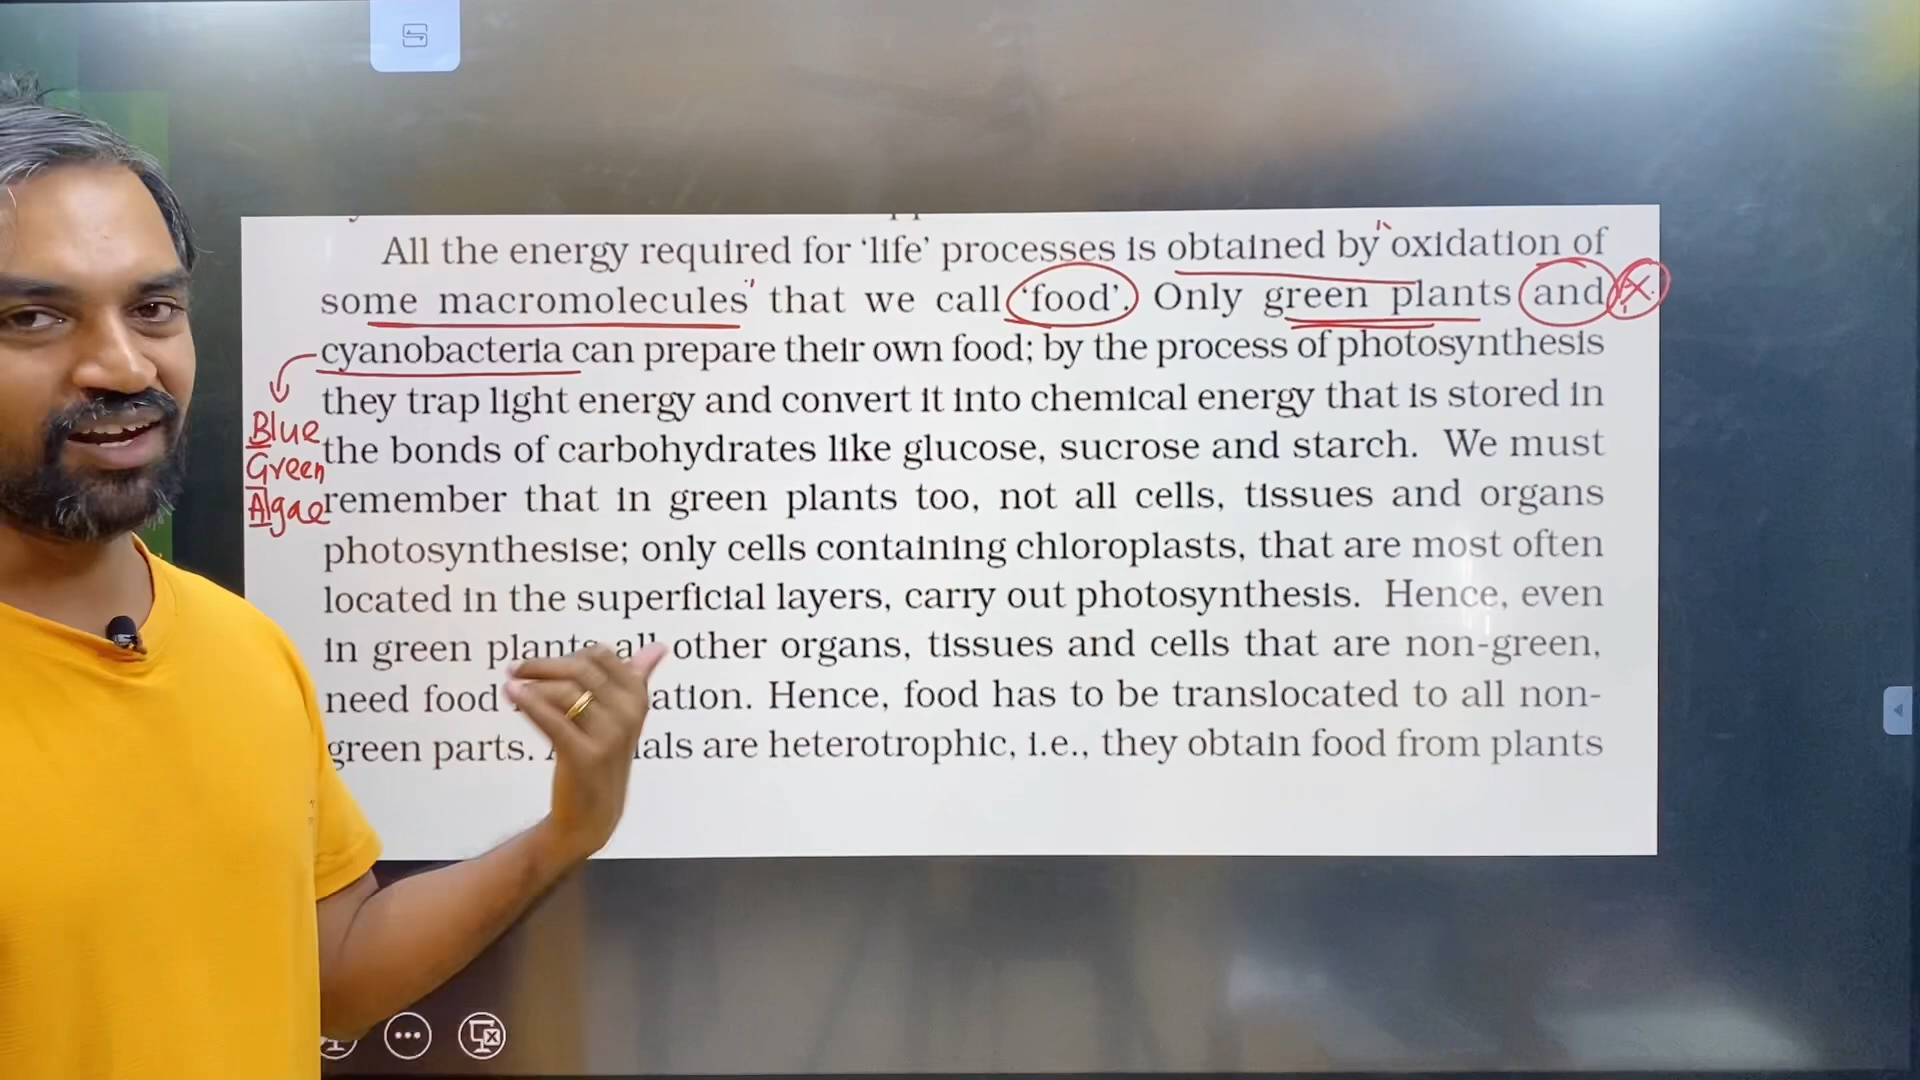 All the energy required for ‘life’ processes is obtained by " oxidation of
some macromolecules " that we call ‘food’. Only green plants and X
cyanobacteria can prepare their own food; by the process of photosynthesis
they trap light energy and convert it into chemical energy that is stored in
Blue
the bonds of carbohydrates like glucose, sucrose and starch. We must
Green
remember that in green plants too, not all cells, tissues and organs
Algae
photosynthesise; only cells containing chloroplasts, that are most often
located in the superficial layers, carry out photosynthesis. Hence, even
in green plants all other organs, tissues and cells that are non-green,
need food ation. Hence, food has to be translocated to all non-
green parts. als are heterotrophic, i.e., they obtain food from plants